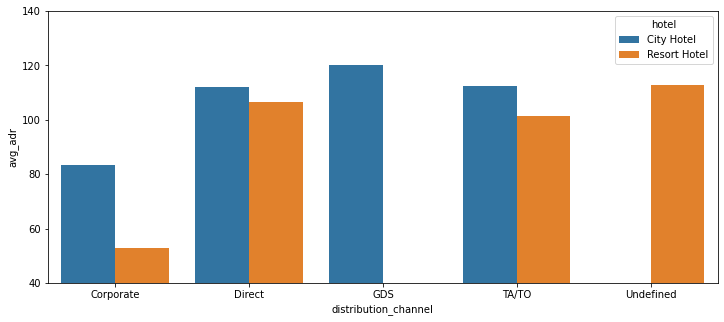 140
120
100
80
60
40
avg_adr
hotel
City Hotel
Resort Hotel
Corporate
Direct
GDS
TA/TO
Undefined
distribution_channel